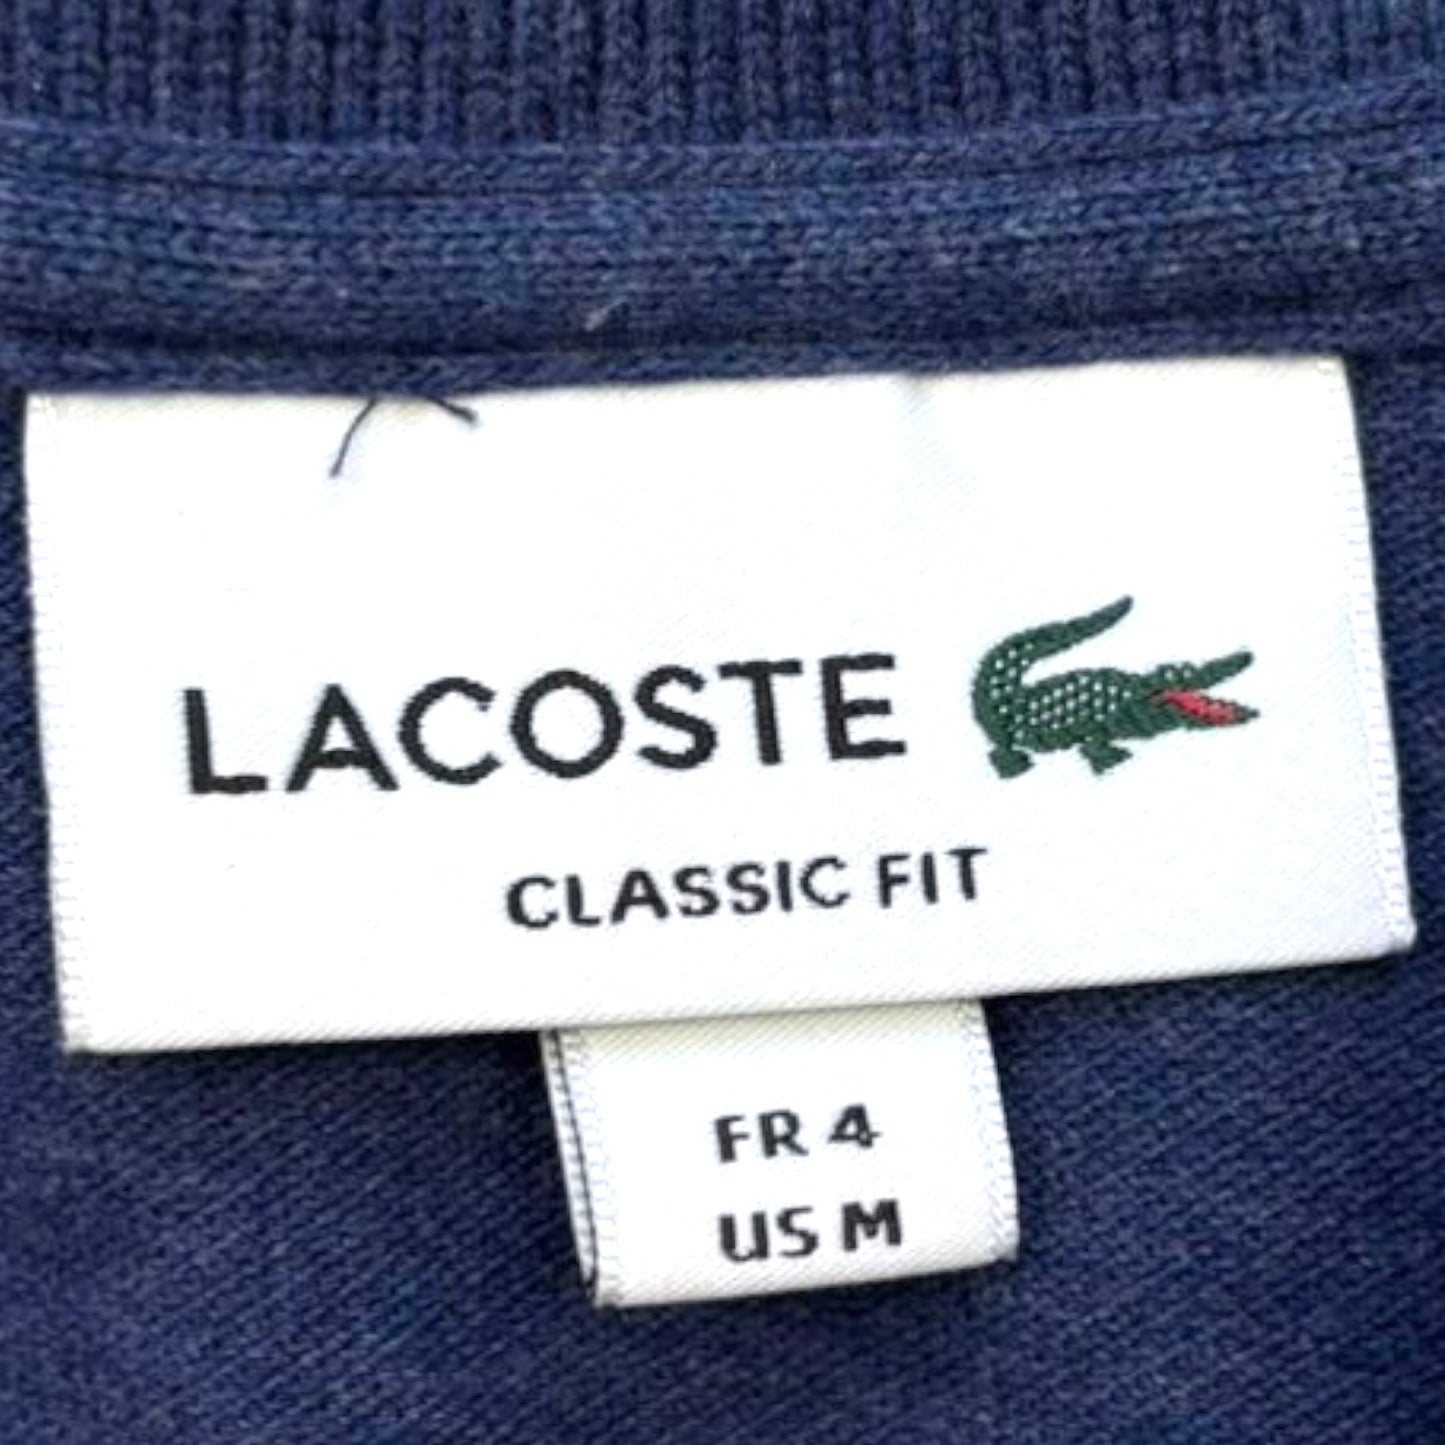 LACOSTE
CLASSIC FIT
FR 4
US M